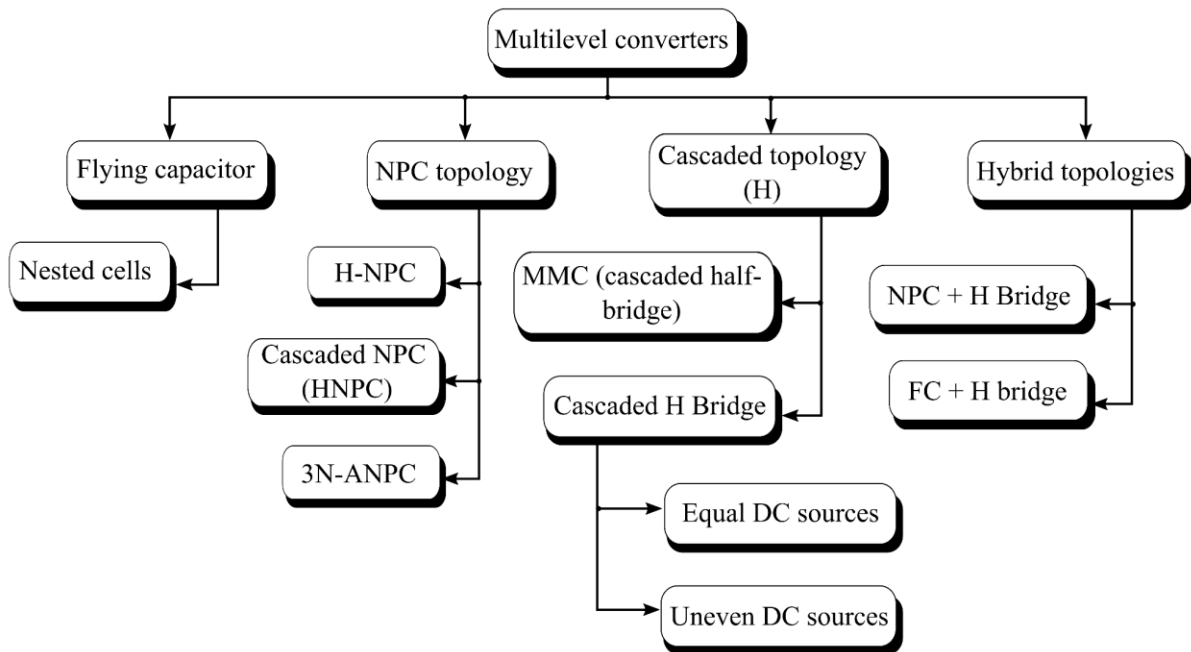 Multilevel converters
Flying capacitor
NPC topology
Cascaded topology
(H)
Hybrid topologies
Nested cells
H-NPC
Cascaded NPC
(HNPC)
3N-ANPC
MMC (cascaded half-
bridge)
Cascaded H Bridge
Equal DC sources
Uneven DC sources
NPC + H Bridge
FC + H bridge